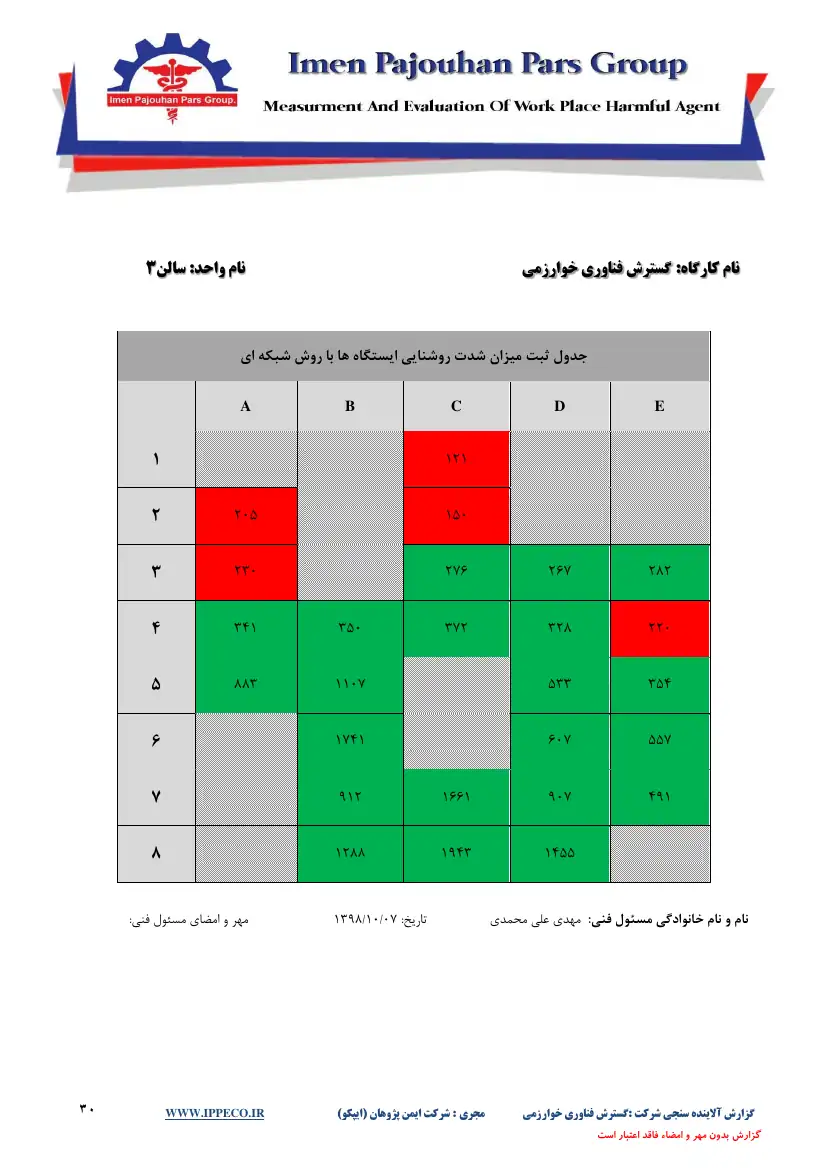 Imen Pajouhan Pars Group
Imen Pajouhan Pars Group.
Measurment And Evaluation Of Work Place Harmful Agent
نام کارگاه: گسترش فناوری خوارزمی نام واحد: سالن۳
جدول ثبت میزان شدت روشنایی ایستگاه ها با روش شبکه ای
A B C D E
۱ ۱۲۱
۲ ۲۰۵ ۱۵۰
۳ ۲۳۰ ۲۷۶ ۲۶۷ ۲۸۲
۴ ۳۴۱ ۳۵۰ ۳۷۲ ۳۲۸ ۲۲۰
۵ ۸۸۳ ۱۱۰۷ ۵۳۳ ۳۵۴
۶ ۱۷۴۱ ۶۰۷ ۵۵۷
۷ ۹۱۲ ۱۶۶۱ ۹۰۷ ۴۹۱
۸ ۱۲۸۸ ۱۹۴۳ ۱۴۵۵
نام و نام خانوادگی مسئول فنی: مهدی علی محمدی تاریخ: ۱۳۹۸/۱۰/۰۷ مهر و امضای مسئول فنی:
گزارش آلاینده سنجی شرکت :گسترش فناوری خوارزمی مجری : شرکت ایمن پژوهان (ایپکو) WWW.IPPECO.IR ۳۰
گزارش بدون مهر و امضاء فاقد اعتبار است